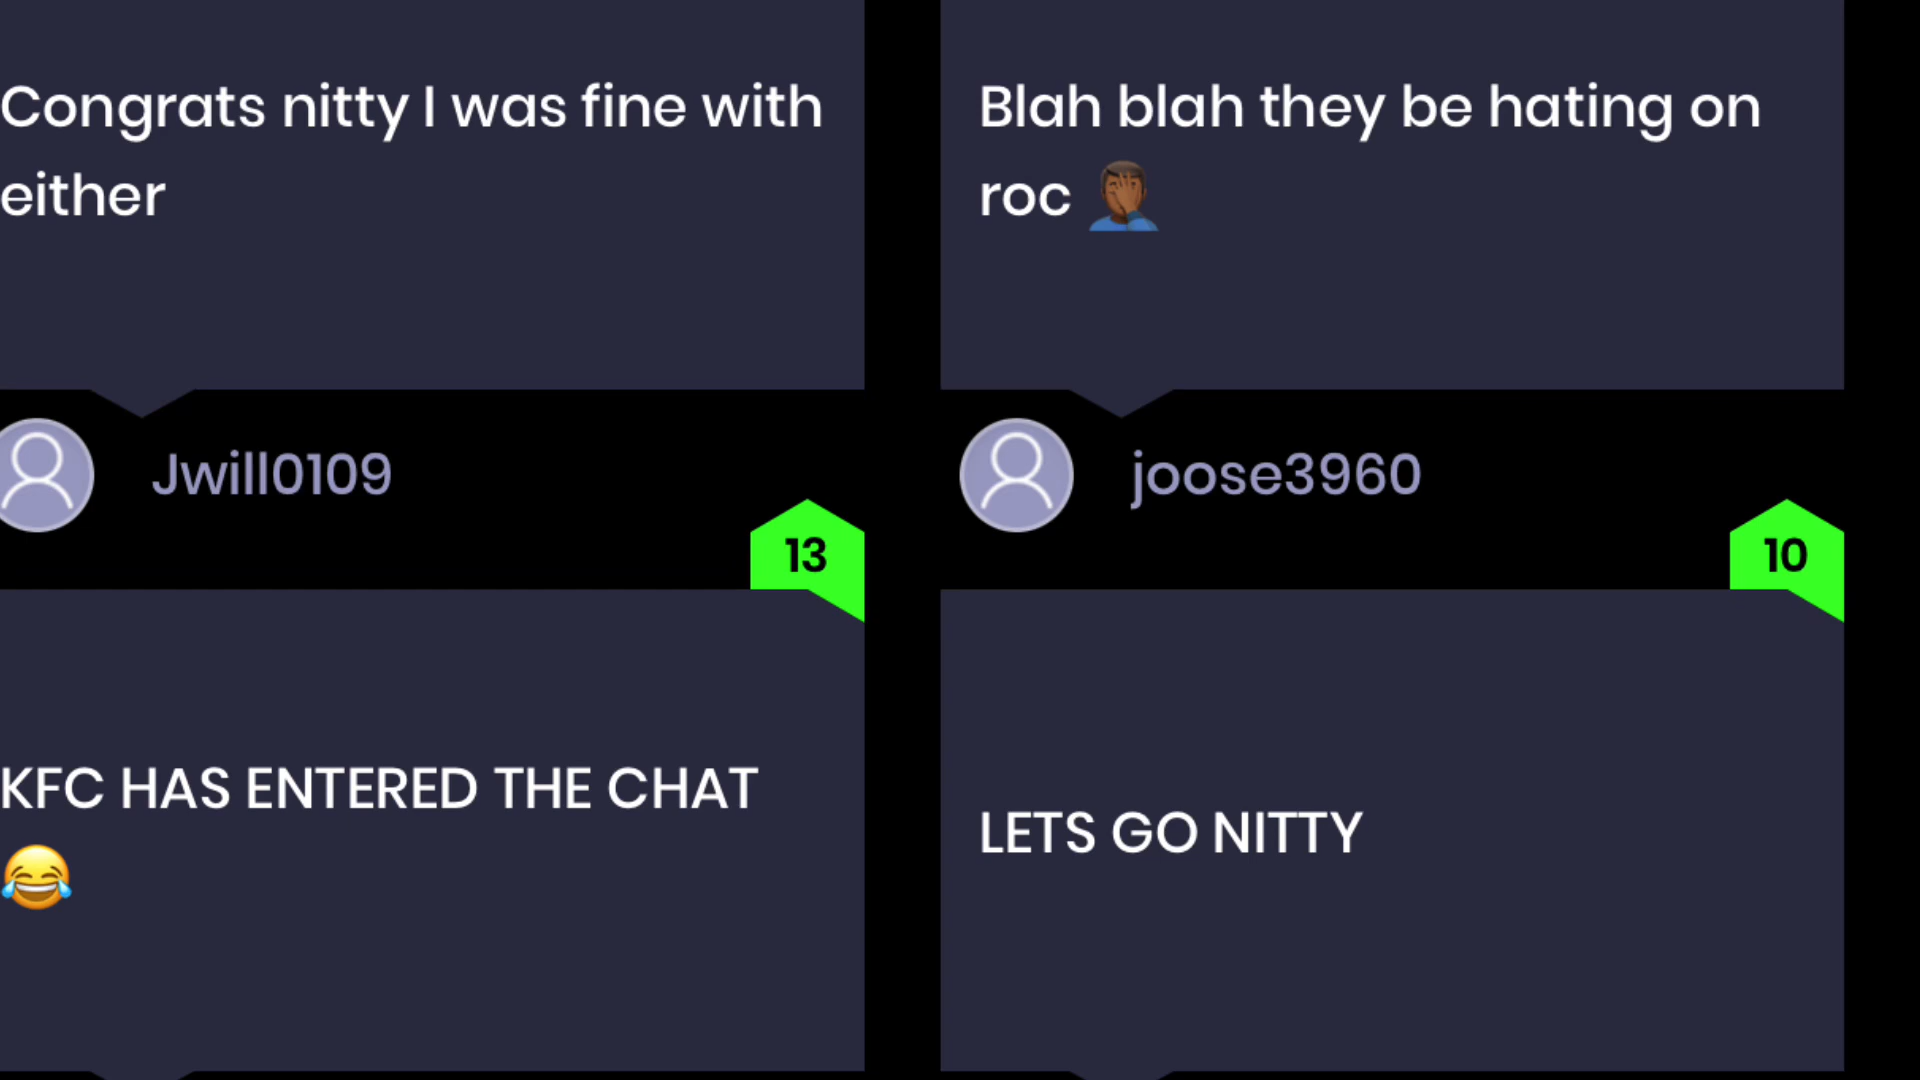 Congrats nitty I was fine with
either
Jwill0109
Blah blah they be hating on
roc 🤦🏾‍♂️
joose3960
13
KFC HAS ENTERED THE CHAT
😂
10
LETS GO NITTY